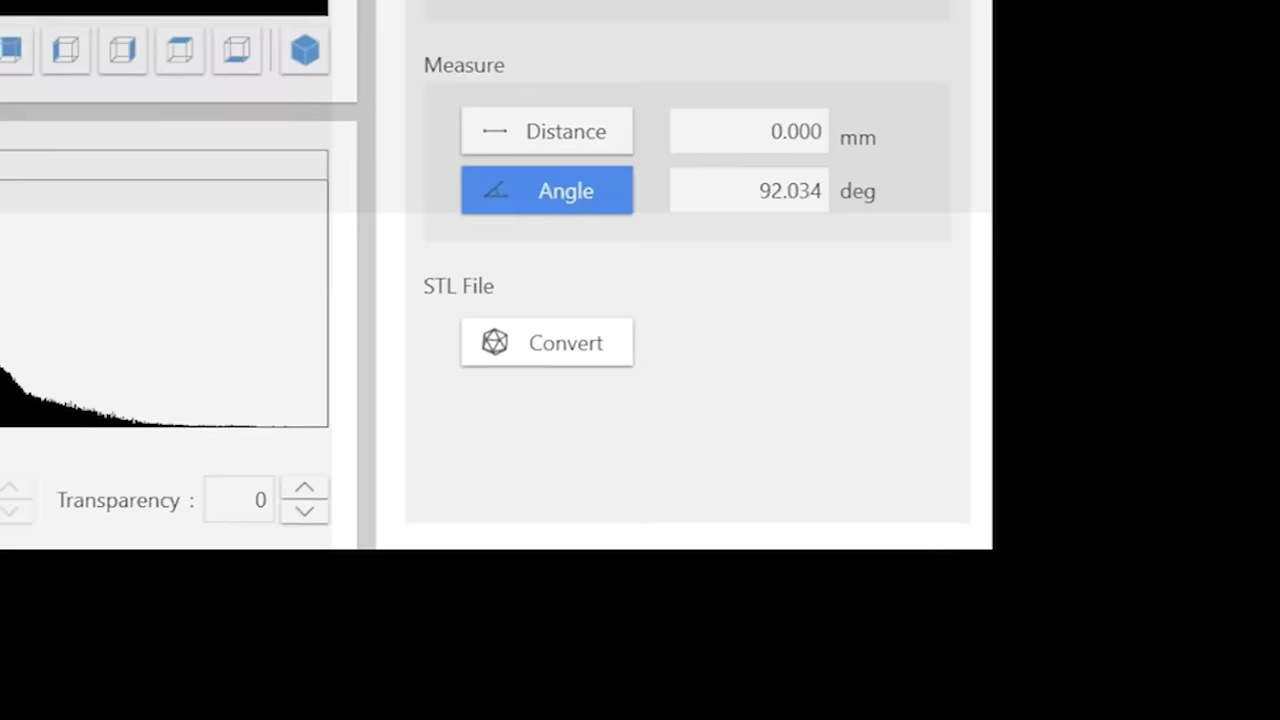 Measure
Distance 0.000 mm
Angle 92.034 deg
STL File
Convert
Transparency : 0